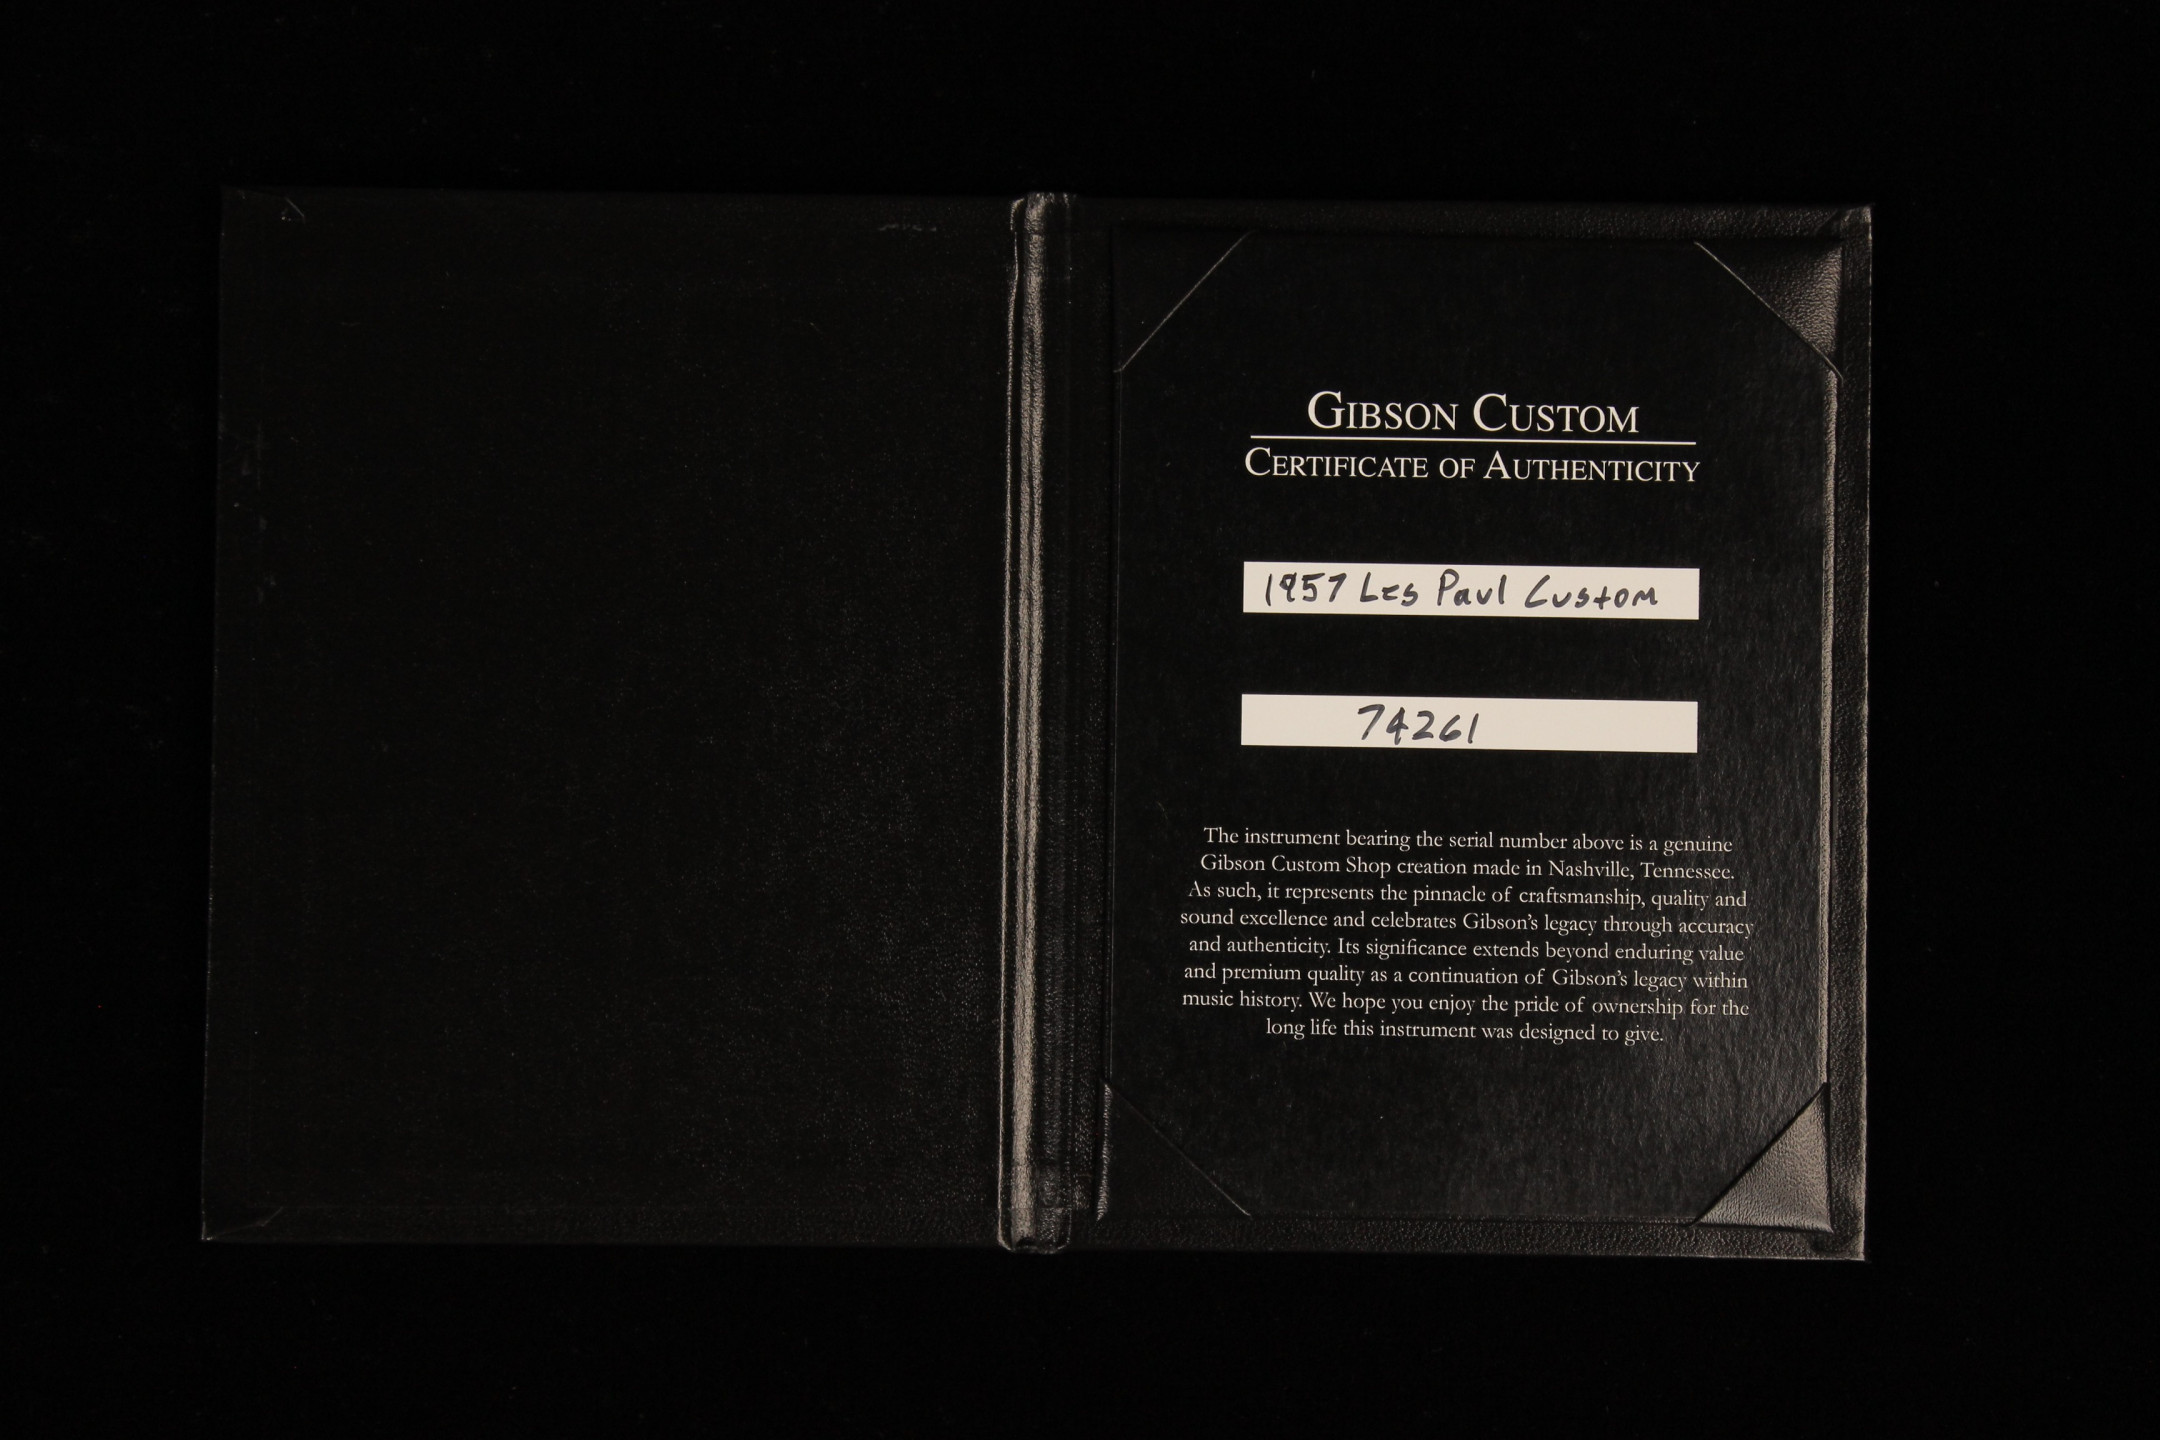 GIBSON CUSTOM
CERTIFICATE OF AUTHENTICITY
1957 Les Paul Custom
74261
The instrument bearing the serial number above is a genuine
Gibson Custom Shop creation made in Nashville, Tennessee.
As such, it represents the pinnacle of craftsmanship, quality and
sound excellence and celebrates Gibson's legacy through accuracy
and authenticity. Its significance extends beyond enduring value
and premium quality as a continuation of Gibson's legacy within
music history. We hope you enjoy the pride of ownership for the
long life this instrument was designed to give.